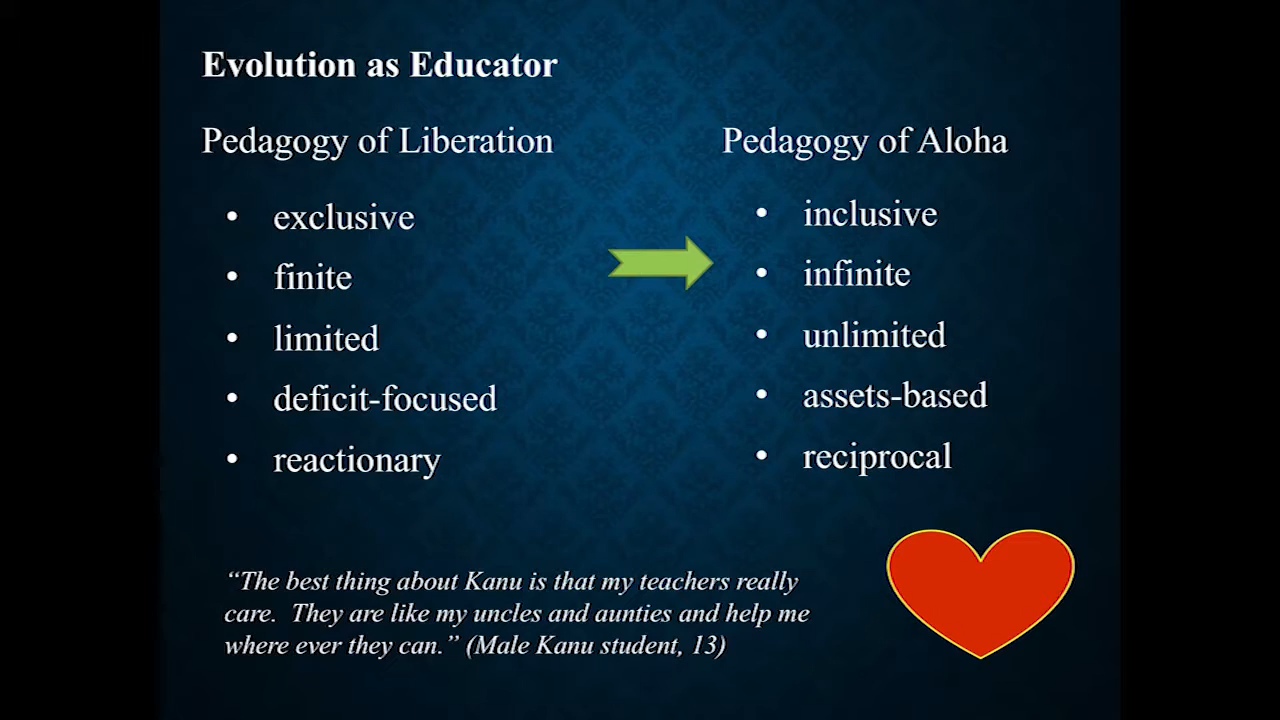 Evolution as Educator
Pedagogy of Liberation
• exclusive
• finite
• limited
• deficit-focused
• reactionary
Pedagogy of Aloha
• inclusive
• infinite
• unlimited
• assets-based
• reciprocal
“The best thing about Kanu is that my teachers really
care.  They are like my uncles and aunties and help me
where ever they can.” (Male Kanu student, 13)